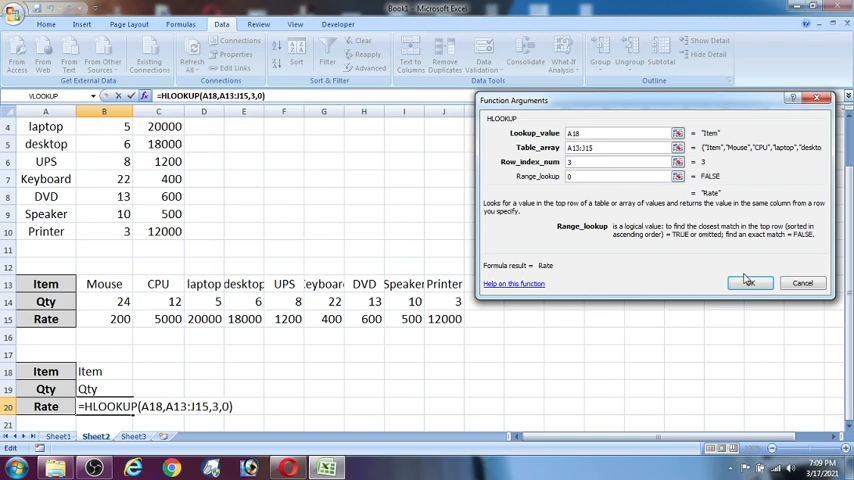 Book1 - Microsoft Excel
Home Insert Page Layout Formulas Data Review View Developer
From Access
From Web
From Text
From Other Sources
Existing Connections
Refresh All
Connections
Properties
Edit Links
Sort
Filter
Clear
Reapply
Advanced
Text to Columns
Remove Duplicates
Data Validation
Consolidate
What-If Analysis
Group
Ungroup
Subtotal
Show Detail
Hide Detail
Get External Data
Connections
Sort & Filter
Data Tools
Outline
VLOOKUP
=HLOOKUP(A18,A13:J15,3,0)
A B C D E F G H I J
4 laptop 5 20000
5 desktop 6 18000
6 UPS 8 1200
7 Keyboard 22 400
8 DVD 13 600
9 Speaker 10 500
10 Printer 3 12000
11
12
13 Item Mouse CPU laptop desktop UPS Keyboard DVD Speaker Printer
14 Qty 24 12 5 6 8 22 13 10 3
15 Rate 200 5000 20000 18000 1200 400 600 500 12000
16
17
18 Item Item
19 Qty Qty
20 Rate =HLOOKUP(A18,A13:J15,3,0)
21
Function Arguments
HLOOKUP
Lookup_value A18 = "Item"
Table_array A13:J15 = {"Item","Mouse","CPU","laptop","deskto
Row_index_num 3 = 3
Range_lookup 0 = FALSE
= "Rate"
Looks for a value in the top row of a table or array of values and returns the value in the same column from a row
you specify.
Range_lookup is a logical value: to find the closest match in the top row (sorted in
ascending order) = TRUE or omitted; find an exact match = FALSE.
Formula result = Rate
Help on this function
OK
Cancel
Sheet1 Sheet2 Sheet3
Edit
100%
7:09 PM
3/17/2021